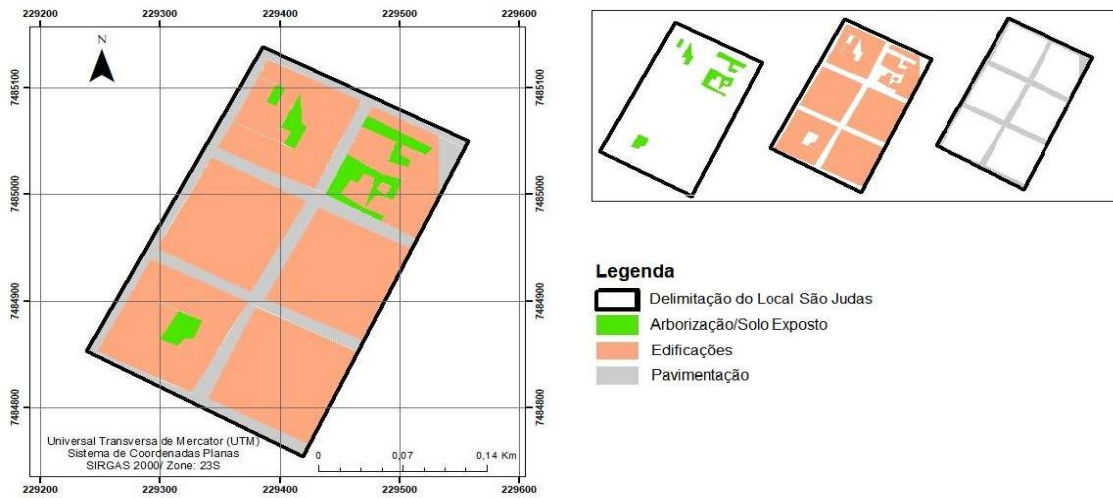 229200 229300 229400 229500 229600
N
7485100 7485100
7485000 7485000
7484900 7484900
7484800 7484800
Universal Transversa de Mercator (UTM)
Sistema de Coordenadas Planas
SIRGAS 2000/ Zone: 23S
0 0,07 0,14 Km
229200 229300 229400 229500 229600
Legenda
Delimitação do Local São Judas
Arborização/Solo Exposto
Edificações
Pavimentação